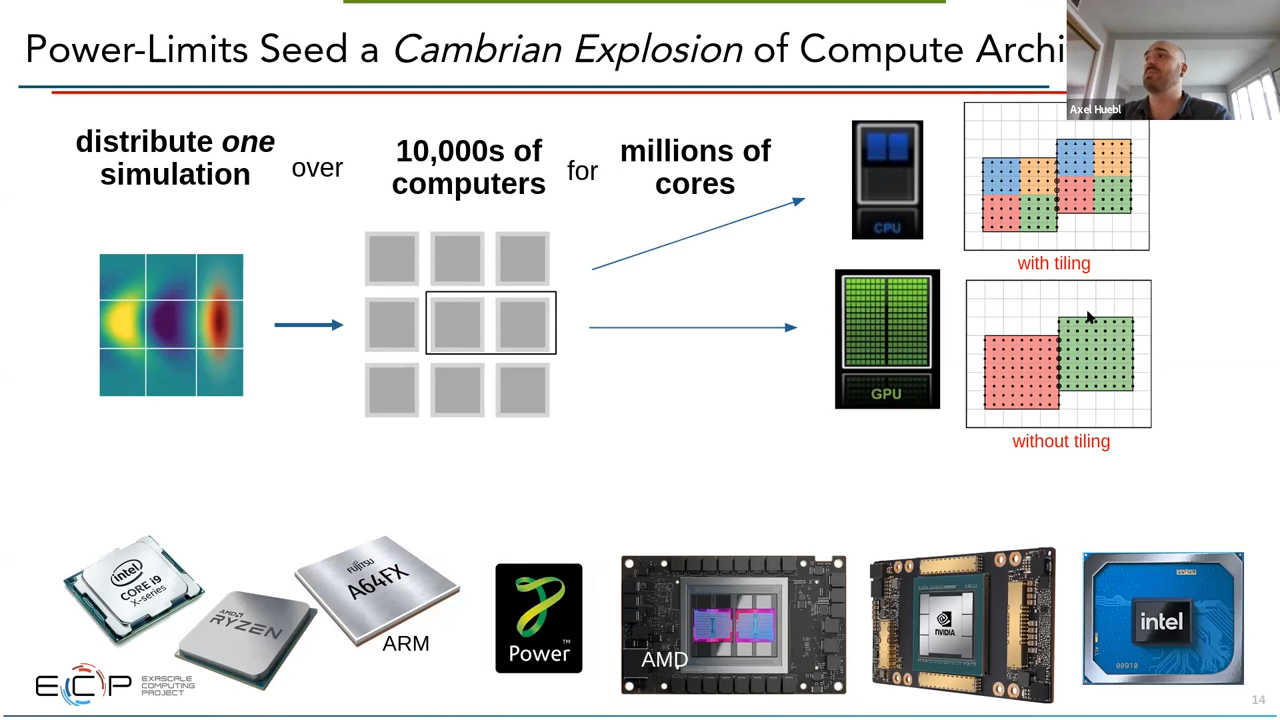 Power-Limits Seed a Cambrian Explosion of Compute Archi
Axel Huebl
distribute one
simulation
over
10,000s of
computers
for
millions of
cores
CPU
with tiling
GPU
without tiling
intel
CORE i9
X-series
AMD
RYZEN
FUJITSU
A64FX
ARM
Power™
AMD
NVIDIA
intel
ECP
EXASCALE
COMPUTING
PROJECT
14